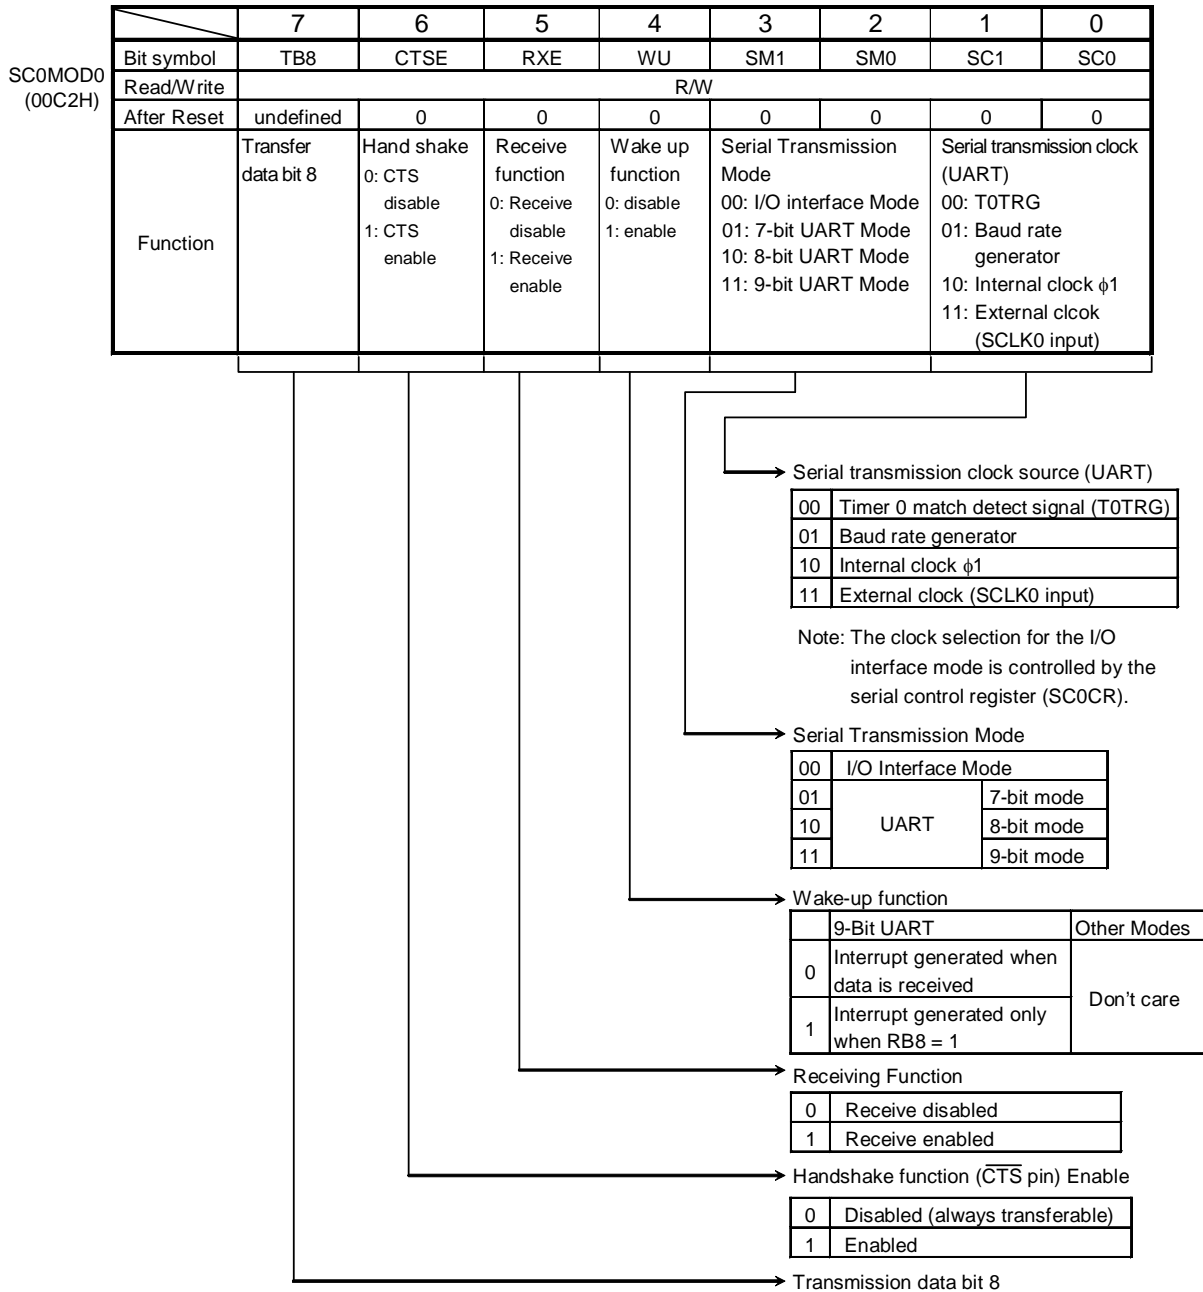 7 6 5 4 3 2 1 0
SC0MOD0
(00C2H)
Bit symbol TB8 CTSE RXE WU SM1 SM0 SC1 SC0
Read/Write R/W
After Reset undefined 0 0 0 0 0 0 0
Function
Transfer
data bit 8
Hand shake
0: CTS
disable
1: CTS
enable
Receive
function
0: Receive
disable
1: Receive
enable
Wake up
function
0: disable
1: enable
Serial Transmission
Mode
00: I/O interface Mode
01: 7-bit UART Mode
10: 8-bit UART Mode
11: 9-bit UART Mode
Serial transmission clock
(UART)
00: T0TRG
01: Baud rate
generator
10: Internal clock ϕ1
11: External clcok
(SCLK0 input)
Serial transmission clock source (UART)
00 Timer 0 match detect signal (T0TRG)
01 Baud rate generator
10 Internal clock ϕ1
11 External clock (SCLK0 input)
Note: The clock selection for the I/O
interface mode is controlled by the
serial control register (SC0CR).
Serial Transmission Mode
00 I/O Interface Mode
01 7-bit mode
10 UART 8-bit mode
11 9-bit mode
Wake-up function
9-Bit UART Other Modes
0 Interrupt generated when
data is received
Don't care
1 Interrupt generated only
when RB8 = 1
Receiving Function
0 Receive disabled
1 Receive enabled
Handshake function (C̅T̅S̅ pin) Enable
0 Disabled (always transferable)
1 Enabled
Transmission data bit 8